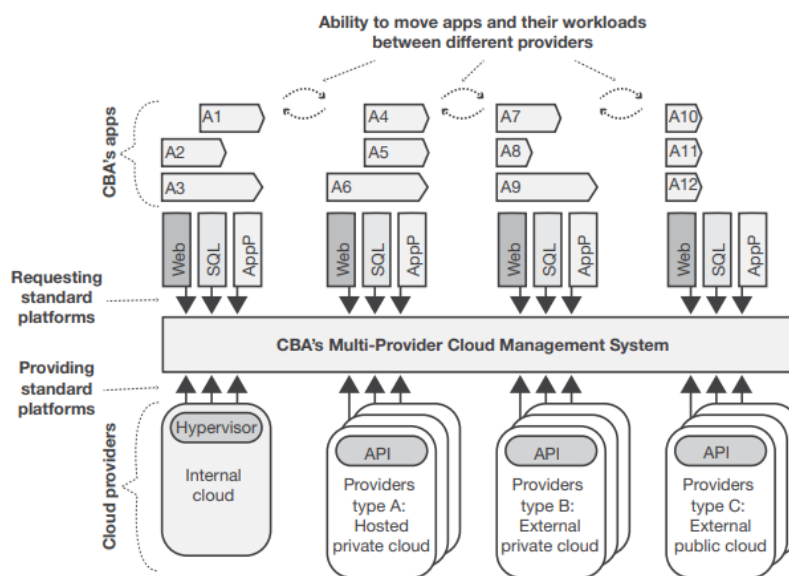 Ability to move apps and their workloads
between different providers
CBA's apps
A1
A4
A7
A10
A2
A5
A8
A11
A3
A6
A9
A12
Web
SQL
AppP
Web
SQL
AppP
Web
SQL
AppP
Web
SQL
AppP
Requesting
standard
platforms
CBA's Multi-Provider Cloud Management System
Providing
standard
platforms
Cloud providers
Hypervisor
Internal
cloud
API
Providers
type A:
Hosted
private cloud
API
Providers
type B:
External
private cloud
API
Providers
type C:
External
public cloud